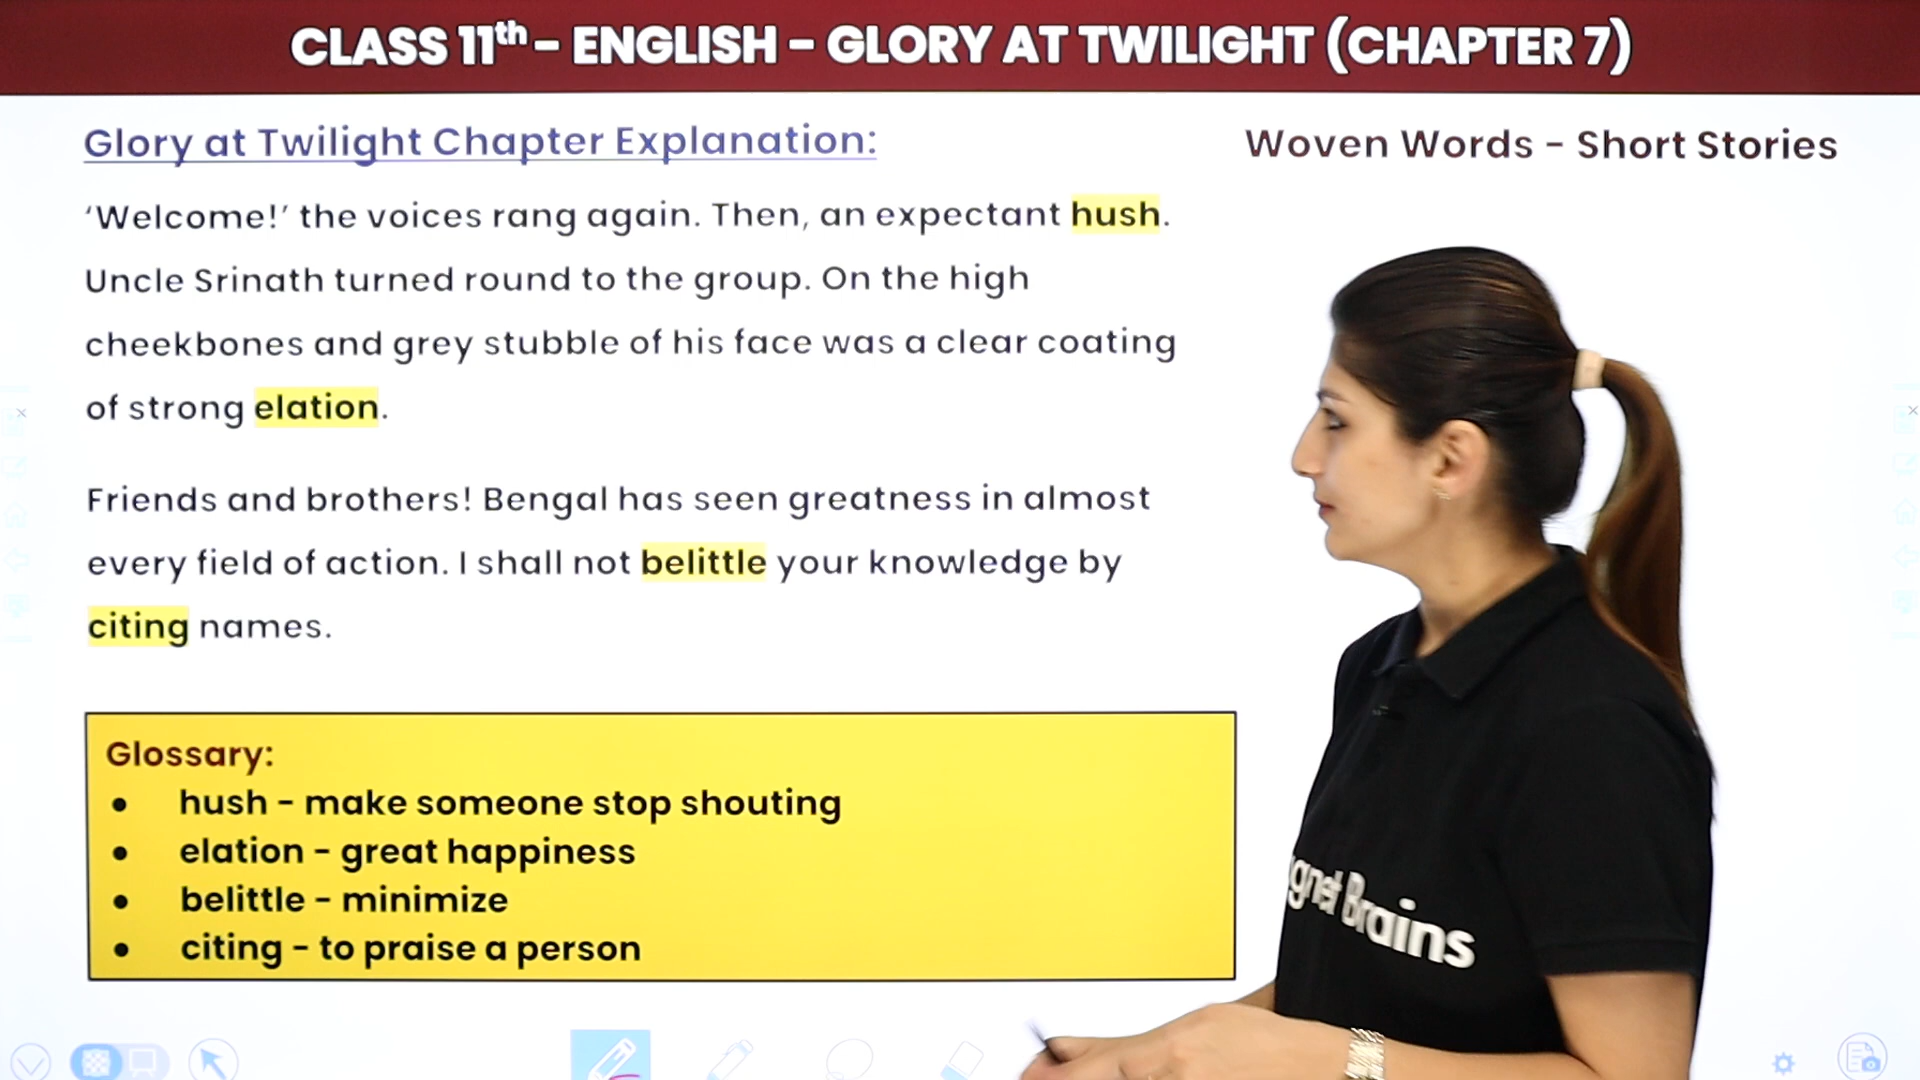 CLASS 11th – ENGLISH – GLORY AT TWILIGHT (CHAPTER 7)
Glory at Twilight Chapter Explanation:
Woven Words – Short Stories
‘Welcome!’ the voices rang again. Then, an expectant hush.
Uncle Srinath turned round to the group. On the high
cheekbones and grey stubble of his face was a clear coating
of strong elation.
Friends and brothers! Bengal has seen greatness in almost
every field of action. I shall not belittle your knowledge by
citing names.
Glossary:
● hush – make someone stop shouting
● elation – great happiness
● belittle – minimize
● citing – to praise a person
gnet Brains